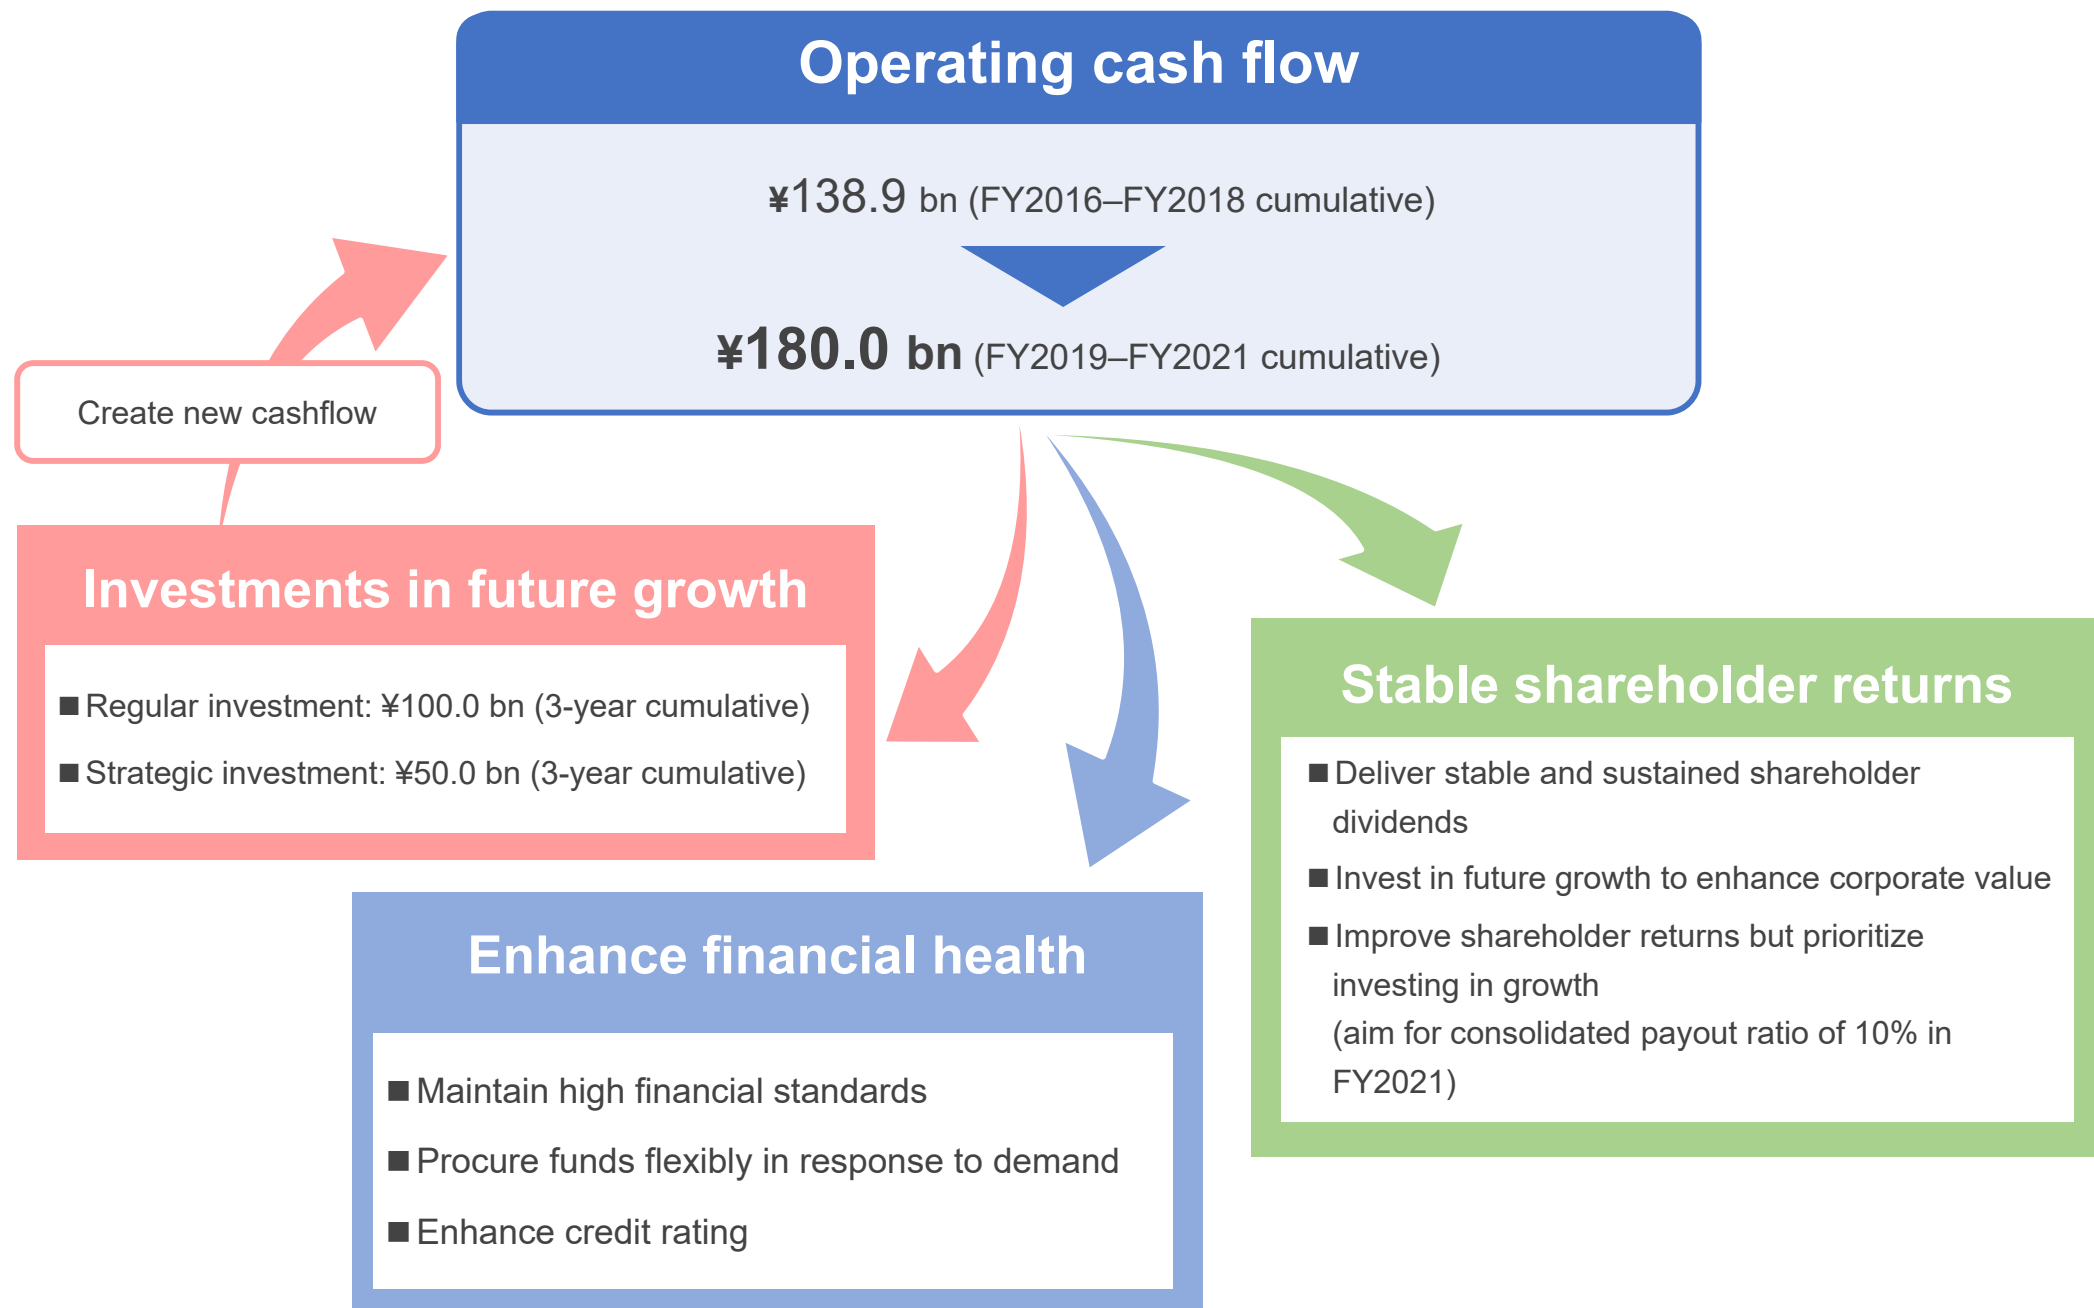 Operating cash flow
¥138.9 bn (FY2016–FY2018 cumulative)
¥180.0 bn (FY2019–FY2021 cumulative)
Create new cashflow
Investments in future growth
■Regular investment: ¥100.0 bn (3-year cumulative)
■Strategic investment: ¥50.0 bn (3-year cumulative)
Enhance financial health
■Maintain high financial standards
■Procure funds flexibly in response to demand
■Enhance credit rating
Stable shareholder returns
■Deliver stable and sustained shareholder
dividends
■Invest in future growth to enhance corporate value
■Improve shareholder returns but prioritize
investing in growth
(aim for consolidated payout ratio of 10% in
FY2021)